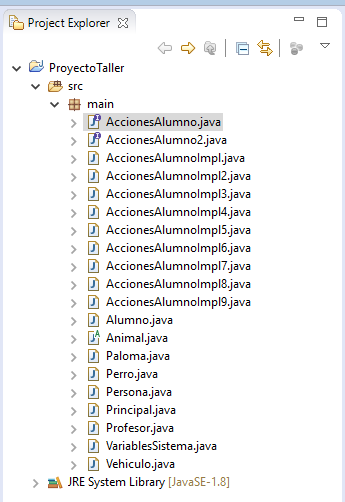 Project Explorer
ProyectoTaller
src
main
AccionesAlumno.java
AccionesAlumno2.java
AccionesAlumnoImpl.java
AccionesAlumnoImpl2.java
AccionesAlumnoImpl3.java
AccionesAlumnoImpl4.java
AccionesAlumnoImpl5.java
AccionesAlumnoImpl6.java
AccionesAlumnoImpl7.java
AccionesAlumnoImpl8.java
AccionesAlumnoImpl9.java
Alumno.java
Animal.java
Paloma.java
Perro.java
Persona.java
Principal.java
Profesor.java
VariablesSistema.java
Vehiculo.java
JRE System Library [JavaSE-1.8]